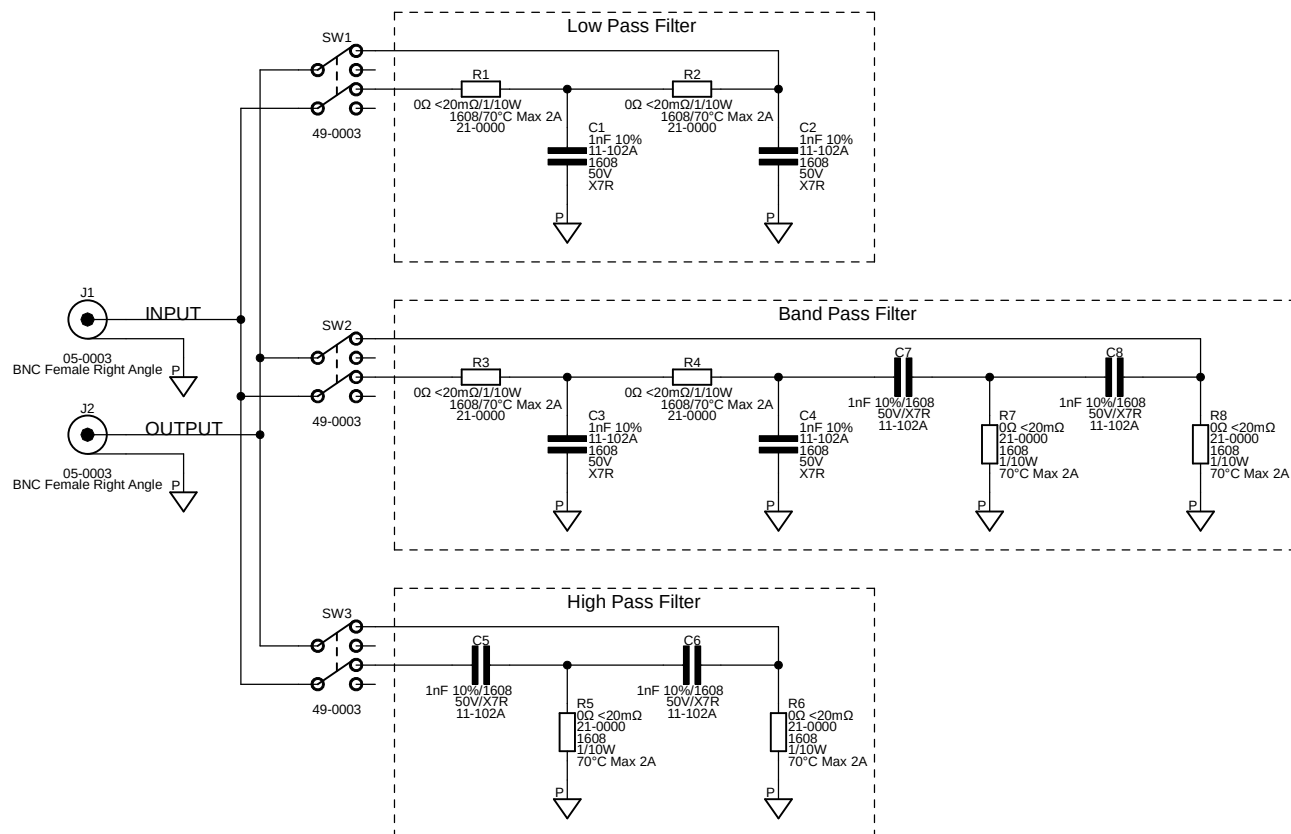 Low Pass Filter
SW1
49-0003
R1
0Ω <20mΩ/1/10W
1608/70°C Max 2A
21-0000
R2
0Ω <20mΩ/1/10W
1608/70°C Max 2A
21-0000
C1
1nF 10%
11-102A
1608
50V
X7R
P
C2
1nF 10%
11-102A
1608
50V
X7R
P
J1
INPUT
05-0003
BNC Female Right Angle
P
J2
OUTPUT
05-0003
BNC Female Right Angle
P
Band Pass Filter
SW2
49-0003
R3
0Ω <20mΩ/1/10W
1608/70°C Max 2A
21-0000
R4
0Ω <20mΩ/1/10W
1608/70°C Max 2A
21-0000
C7
1nF 10%/1608
50V/X7R
11-102A
C8
1nF 10%/1608
50V/X7R
11-102A
C3
1nF 10%
11-102A
1608
50V
X7R
P
C4
1nF 10%
11-102A
1608
50V
X7R
P
R7
0Ω <20mΩ
21-0000
1608
1/10W
70°C Max 2A
P
R8
0Ω <20mΩ
21-0000
1608
1/10W
70°C Max 2A
P
High Pass Filter
SW3
49-0003
C5
1nF 10%/1608
50V/X7R
11-102A
C6
1nF 10%/1608
50V/X7R
11-102A
R5
0Ω <20mΩ
21-0000
1608
1/10W
70°C Max 2A
P
R6
0Ω <20mΩ
21-0000
1608
1/10W
70°C Max 2A
P